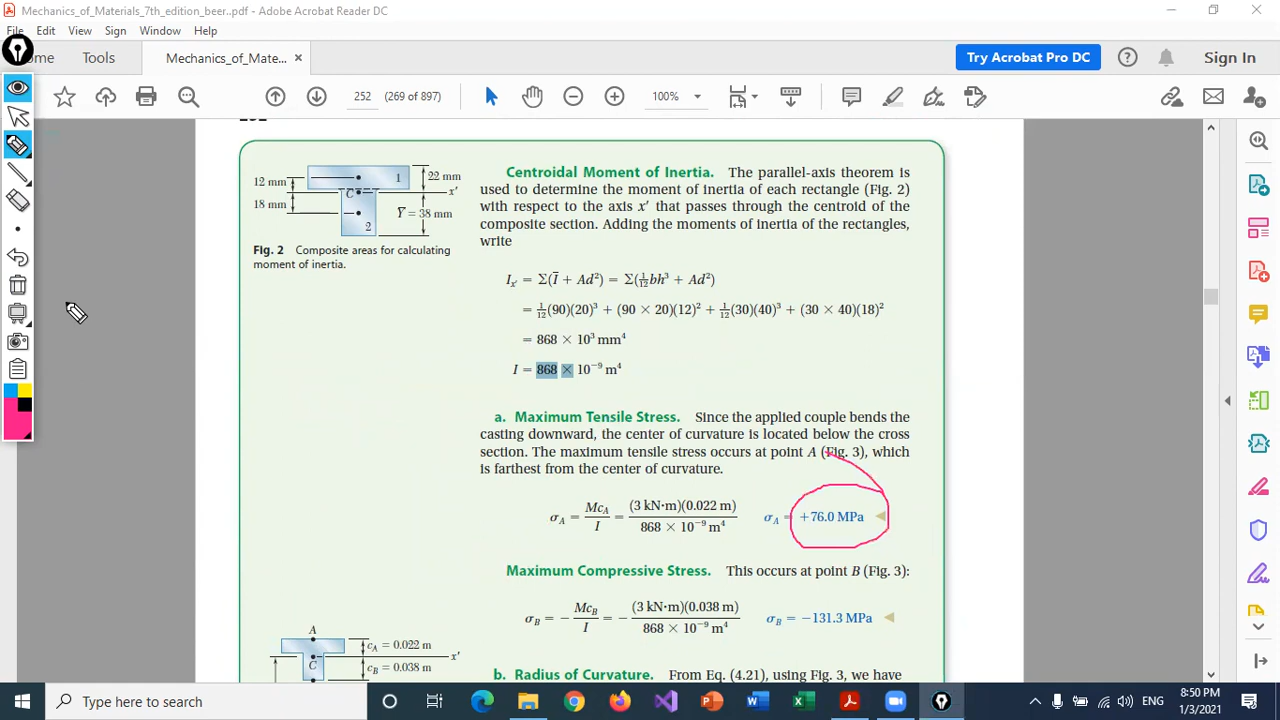 Mechanics_of_Materials_7th_edition_beer..pdf - Adobe Acrobat Reader DC
File Edit View Sign Window Help
ome Tools Mechanics_of_Mate... × Try Acrobat Pro DC Sign In
252 (269 of 897) 100%
12 mm 1 22 mm
C x′
18 mm Y̅ = 38 mm
2
Fig. 2 Composite areas for calculating
moment of inertia.
Centroidal Moment of Inertia. The parallel-axis theorem is
used to determine the moment of inertia of each rectangle (Fig. 2)
with respect to the axis x′ that passes through the centroid of the
composite section. Adding the moments of inertia of the rectangles,
write
Ix′ = Σ(I̅ + Ad²) = Σ(1/12 bh³ + Ad²)
= 1/12(90)(20)³ + (90 × 20)(12)² + 1/12(30)(40)³ + (30 × 40)(18)²
= 868 × 10³ mm⁴
I = 868 × 10⁻⁹ m⁴
a. Maximum Tensile Stress. Since the applied couple bends the
casting downward, the center of curvature is located below the cross
section. The maximum tensile stress occurs at point A (Fig. 3), which
is farthest from the center of curvature.
σA = McA/I = (3 kN·m)(0.022 m)/868 × 10⁻⁹ m⁴ σA = +76.0 MPa
Maximum Compressive Stress. This occurs at point B (Fig. 3):
σB = −McB/I = −(3 kN·m)(0.038 m)/868 × 10⁻⁹ m⁴ σB = −131.3 MPa
A
cA = 0.022 m
C x′
cB = 0.038 m
b. Radius of Curvature. From Eq. (4.21), using Fig. 3, we have
Type here to search
ENG
8:50 PM
1/3/2021